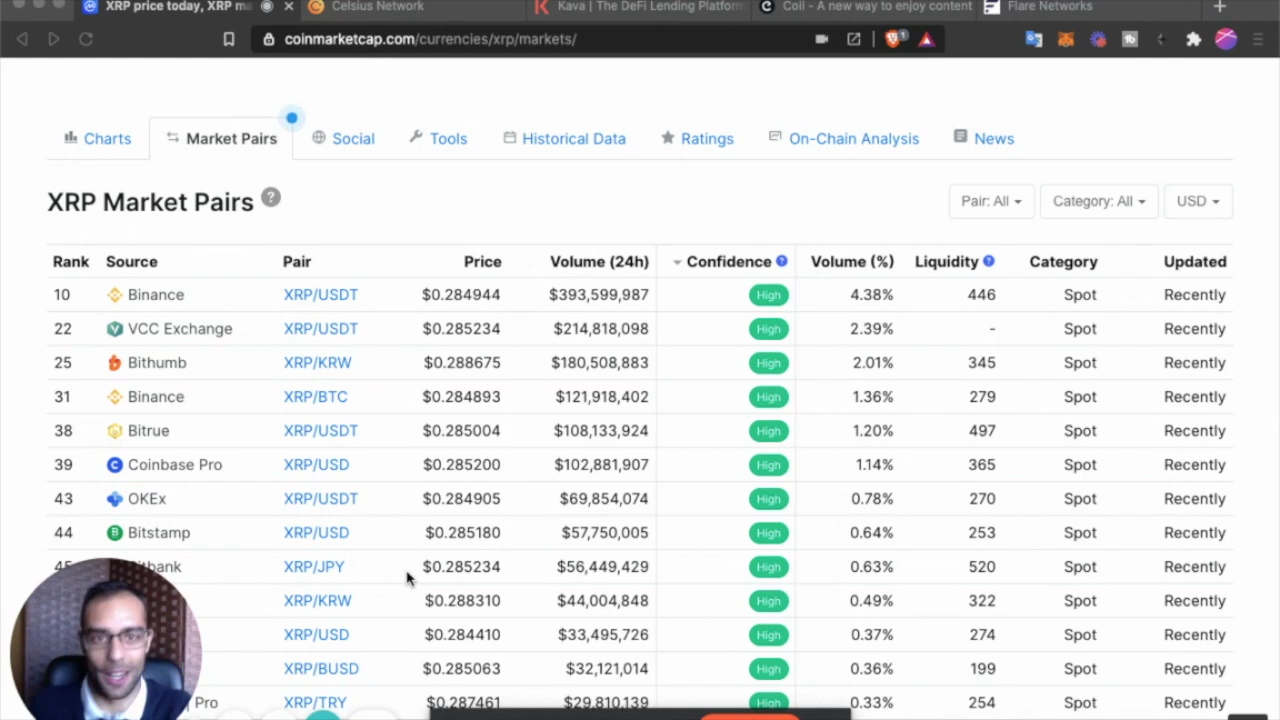 XRP price today, XRP ma Celsius Network Kava | The DeFi Lending Platform Coil - A new way to enjoy content Flare Networks
coinmarketcap.com/currencies/xrp/markets/ 1
Charts Market Pairs Social Tools Historical Data Ratings On-Chain Analysis News
XRP Market Pairs ? Pair: All Category: All USD
Rank Source Pair Price Volume (24h) Confidence ? Volume (%) Liquidity ? Category Updated
10 Binance XRP/USDT $0.284944 $393,599,987 High 4.38% 446 Spot Recently
22 VCC Exchange XRP/USDT $0.285234 $214,818,098 High 2.39% - Spot Recently
25 Bithumb XRP/KRW $0.288675 $180,508,883 High 2.01% 345 Spot Recently
31 Binance XRP/BTC $0.284893 $121,918,402 High 1.36% 279 Spot Recently
38 Bitrue XRP/USDT $0.285004 $108,133,924 High 1.20% 497 Spot Recently
39 Coinbase Pro XRP/USD $0.285200 $102,881,907 High 1.14% 365 Spot Recently
43 OKEx XRP/USDT $0.284905 $69,854,074 High 0.78% 270 Spot Recently
44 Bitstamp XRP/USD $0.285180 $57,750,005 High 0.64% 253 Spot Recently
45 tbank XRP/JPY $0.285234 $56,449,429 High 0.63% 520 Spot Recently
XRP/KRW $0.288310 $44,004,848 High 0.49% 322 Spot Recently
XRP/USD $0.284410 $33,495,726 High 0.37% 274 Spot Recently
XRP/BUSD $0.285063 $32,121,014 High 0.36% 199 Spot Recently
Pro XRP/TRY $0.287461 $29,810,139 High 0.33% 254 Spot Recently